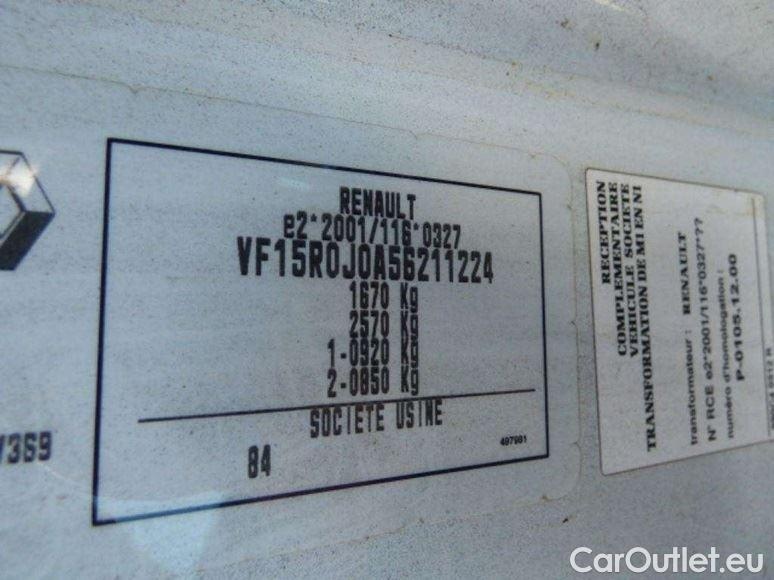 RENAULT
e2*2001/116*0327
VF15R0J0A56211224
1670 Kg
2570 Kg
1-0920 Kg
2-0850 Kg
SOCIETE USINE
84
497981
V369
RECEPTION
COMPLEMENTAIRE
VEHICULE SOCIETE
TRANSFORMATION DE MI EN NI
transformateur : RENAULT
N° RCE e2*2001/116*0327*??
numéro d'homologation :
P-0105.12.00
CarOutlet.eu